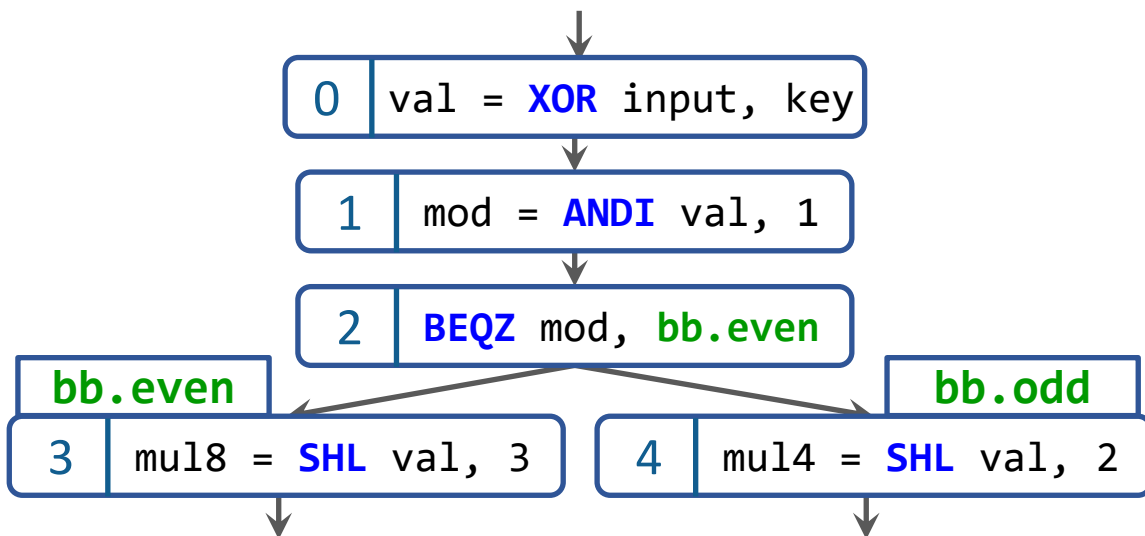 0 val = XOR input, key
1 mod = ANDI val, 1
2 BEQZ mod, bb.even
bb.even
3 mul8 = SHL val, 3
bb.odd
4 mul4 = SHL val, 2